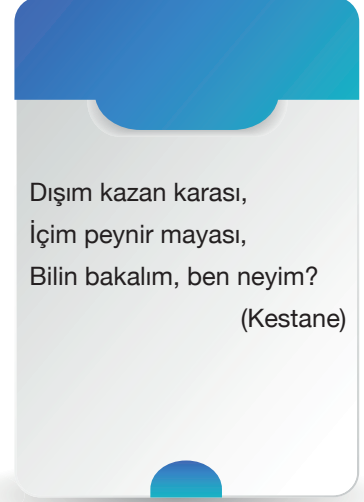 Dışım kazan karası,
İçim peynir mayası,
Bilin bakalım, ben neyim?
(Kestane)